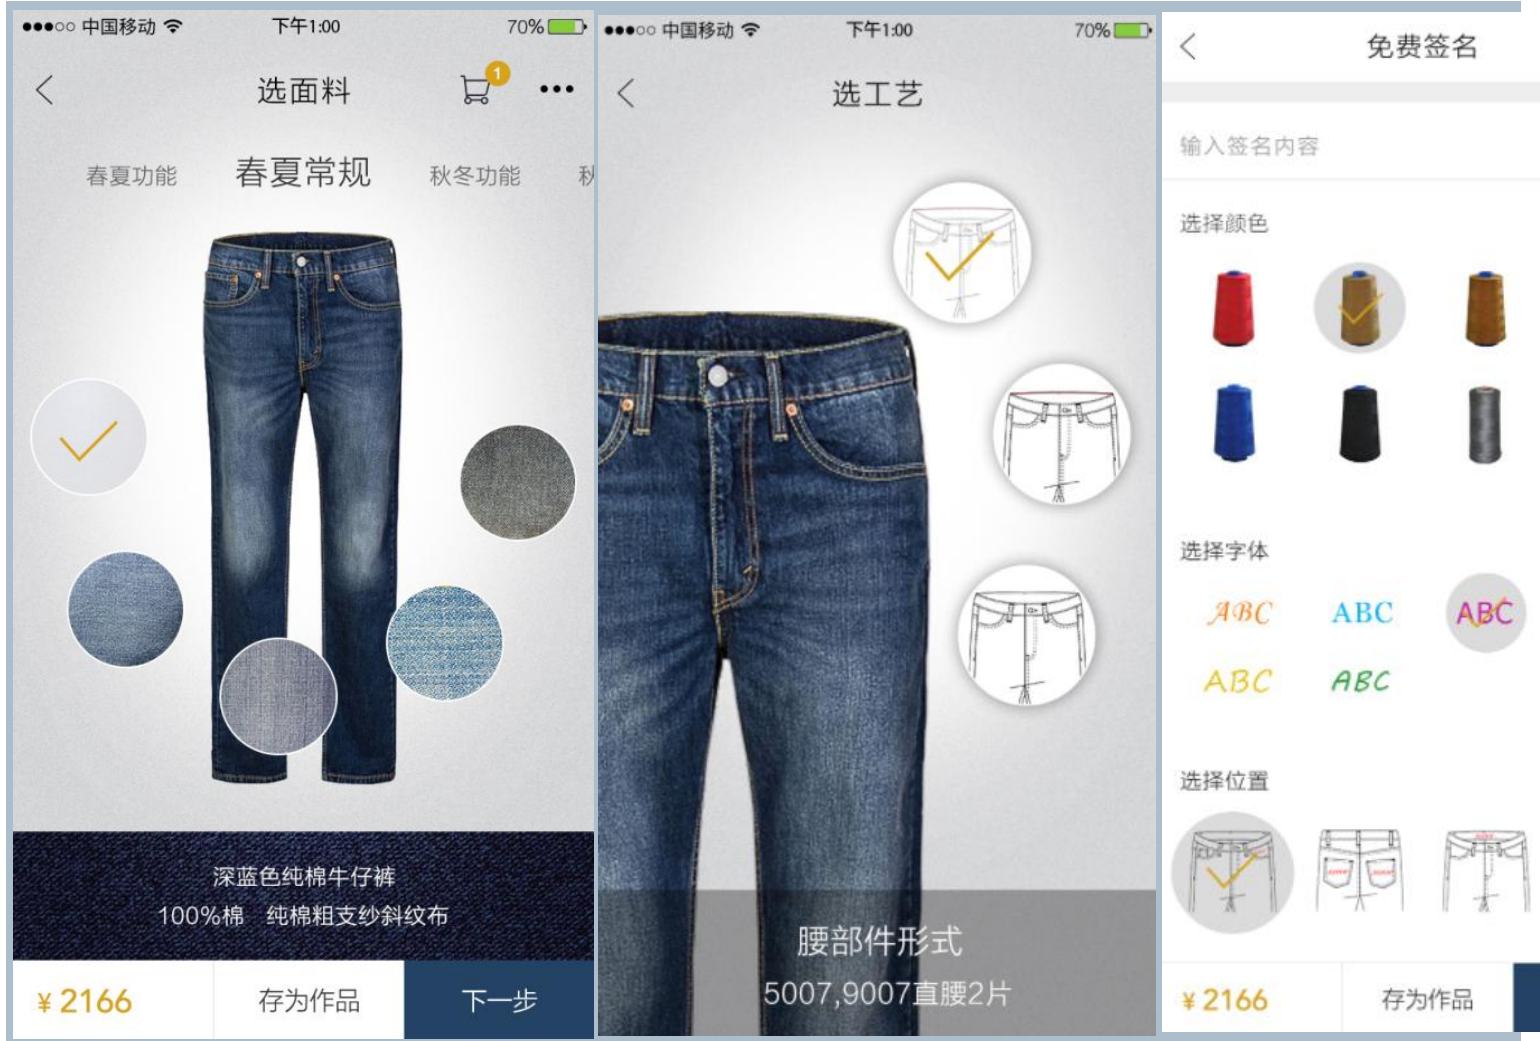 中国移动
下午1:00
70%
选面料
1
春夏功能
春夏常规
秋冬功能
秋
深蓝色纯棉牛仔裤
100%棉 纯棉粗支纱斜纹布
¥ 2166
存为作品
下一步
中国移动
下午1:00
70%
选工艺
腰部件形式
5007,9007直腰2片
免费签名
输入签名内容
选择颜色
选择字体
ABC
ABC
ABC
ABC
ABC
选择位置
¥ 2166
存为作品